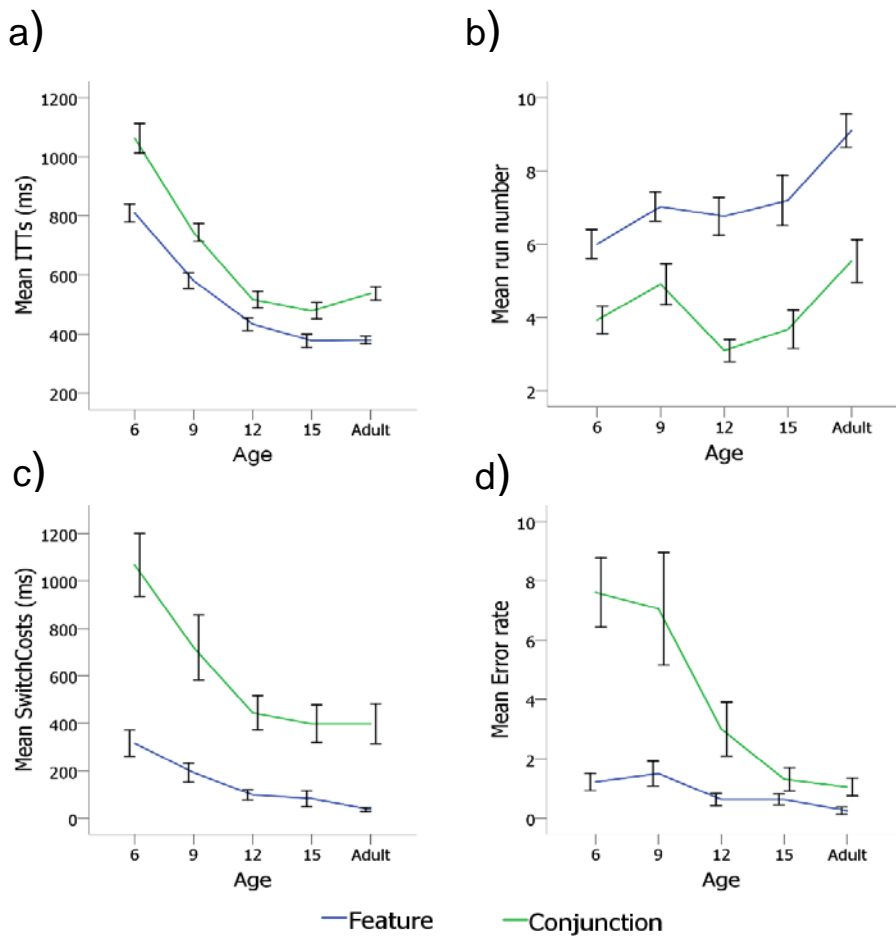 a)
1200
1000
800
600
400
200
Mean ITTs (ms)
6 9 12 15 Adult
Age
b)
10
8
6
4
2
Mean run number
6 9 12 15 Adult
Age
c)
1200
1000
800
600
400
200
0
Mean SwitchCosts (ms)
6 9 12 15 Adult
Age
d)
10
8
6
4
2
0
Mean Error rate
6 9 12 15 Adult
Age
Feature Conjunction